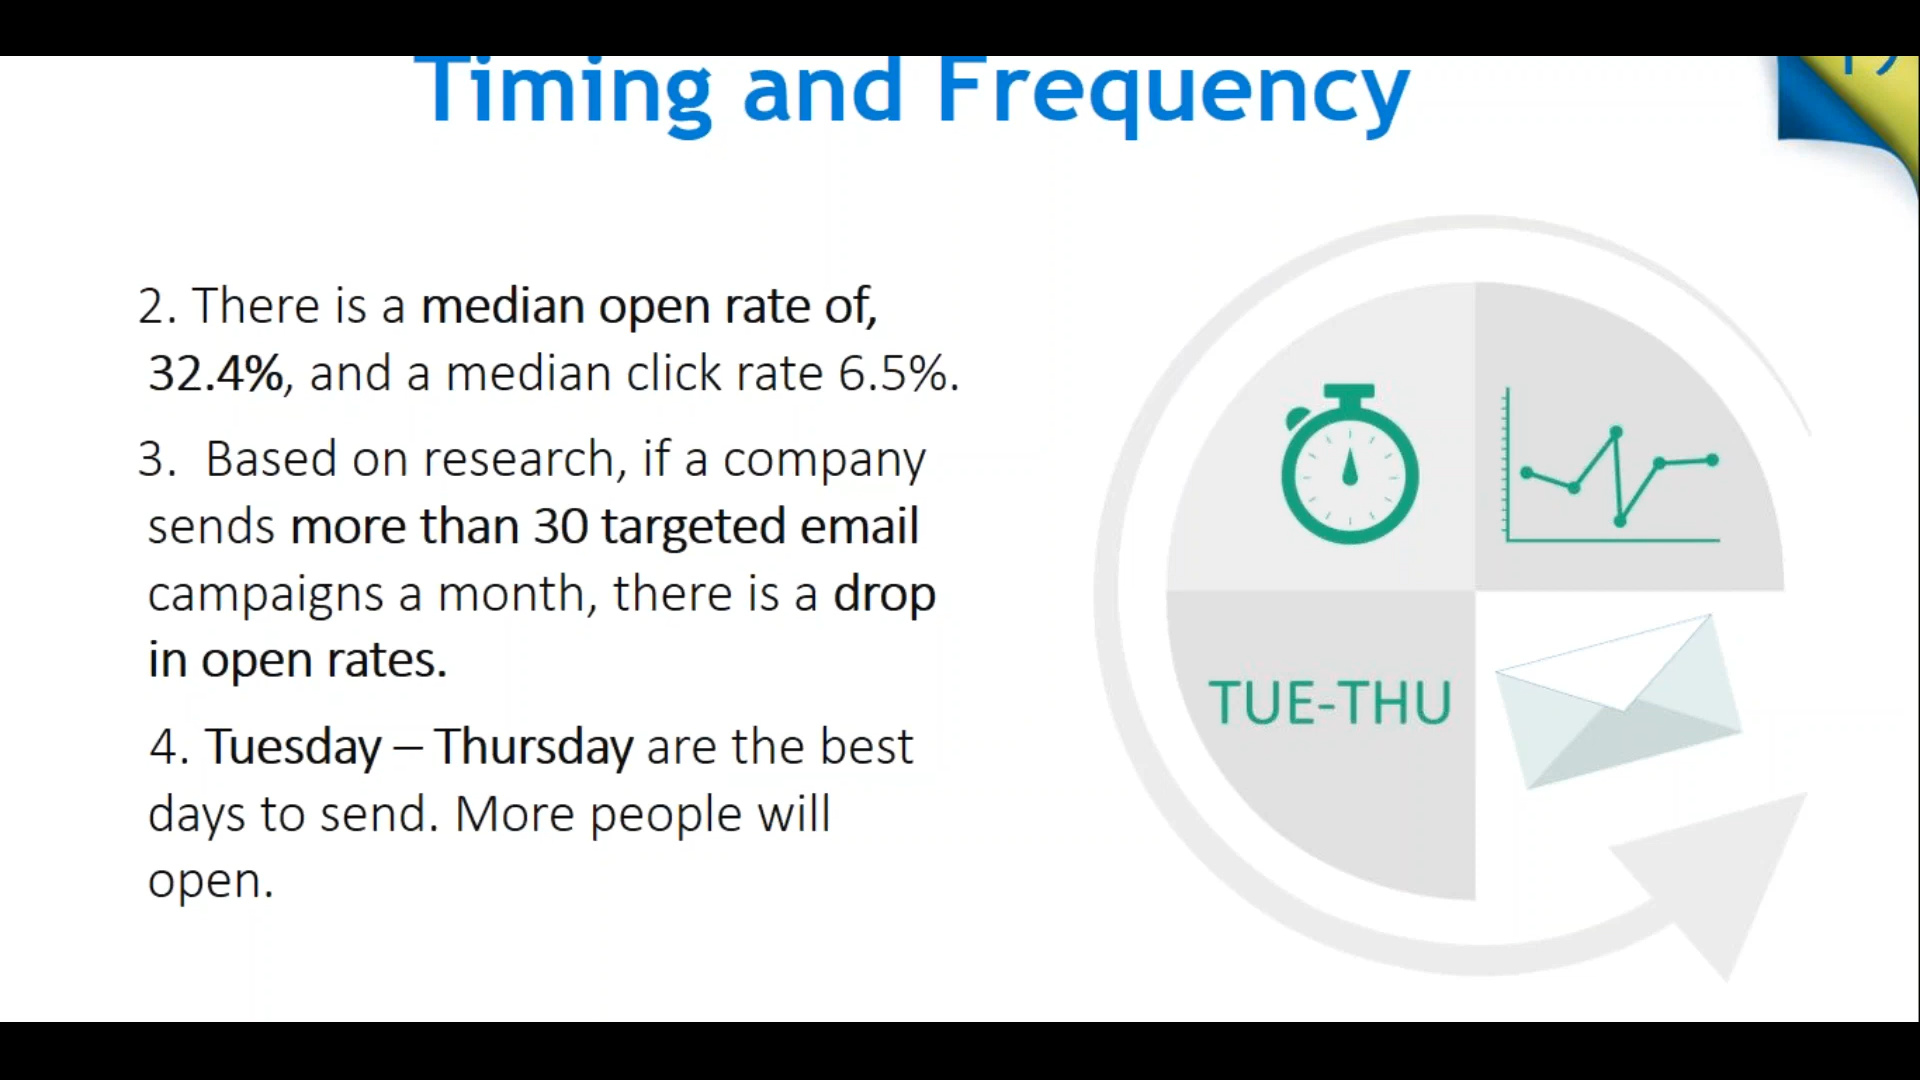 Timing and Frequency
2. There is a median open rate of,
32.4%, and a median click rate 6.5%.
3. Based on research, if a company
sends more than 30 targeted email
campaigns a month, there is a drop
in open rates.
4. Tuesday – Thursday are the best
days to send. More people will
open.
TUE-THU